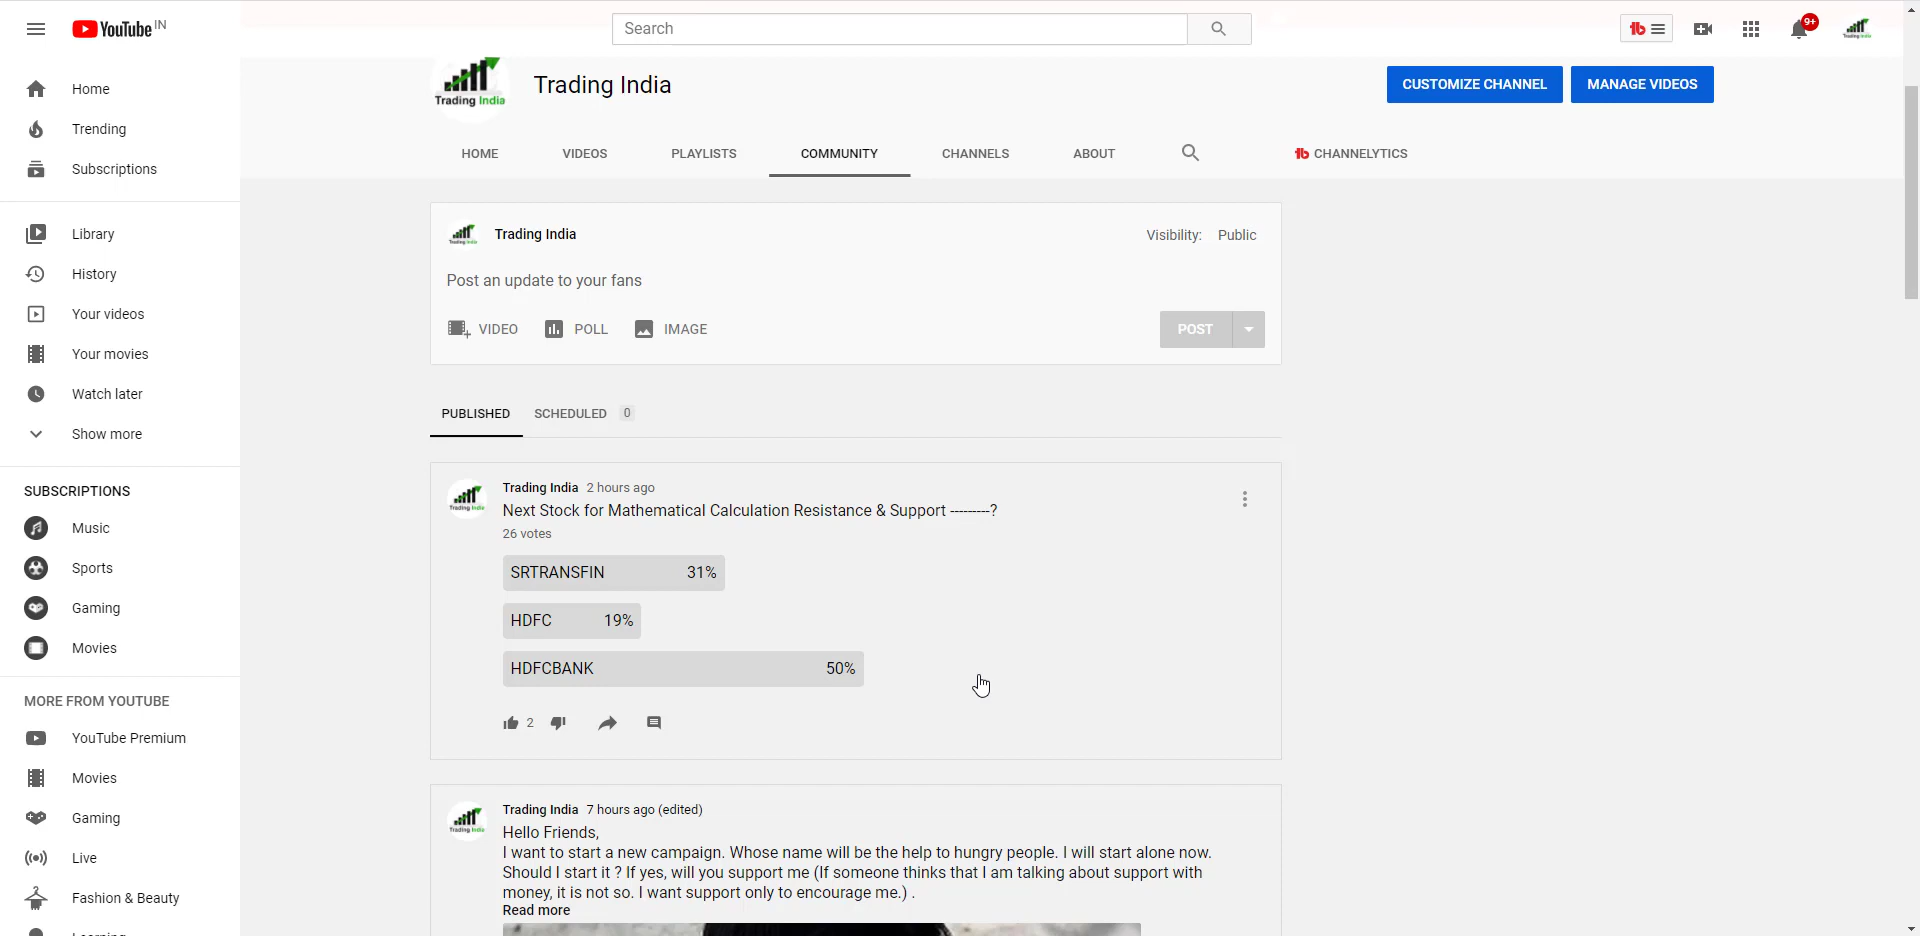 YouTube IN
Search
9+
Home
Trending
Subscriptions
Library
History
Your videos
Your movies
Watch later
Show more
SUBSCRIPTIONS
Music
Sports
Gaming
Movies
MORE FROM YOUTUBE
YouTube Premium
Movies
Gaming
Live
Fashion & Beauty
Trading India
Trading India
CUSTOMIZE CHANNEL
MANAGE VIDEOS
HOME
VIDEOS
PLAYLISTS
COMMUNITY
CHANNELS
ABOUT
CHANNELYTICS
Trading India
Visibility: Public
Post an update to your fans
VIDEO
POLL
IMAGE
POST
PUBLISHED
SCHEDULED 0
Trading India 2 hours ago
Next Stock for Mathematical Calculation Resistance & Support ---------?
26 votes
SRTRANSFIN 31%
HDFC 19%
HDFCBANK 50%
2
Trading India 7 hours ago (edited)
Hello Friends,
I want to start a new campaign. Whose name will be the help to hungry people. I will start alone now.
Should I start it ? If yes, will you support me (If someone thinks that I am talking about support with
money, it is not so. I want support only to encourage me.) .
Read more